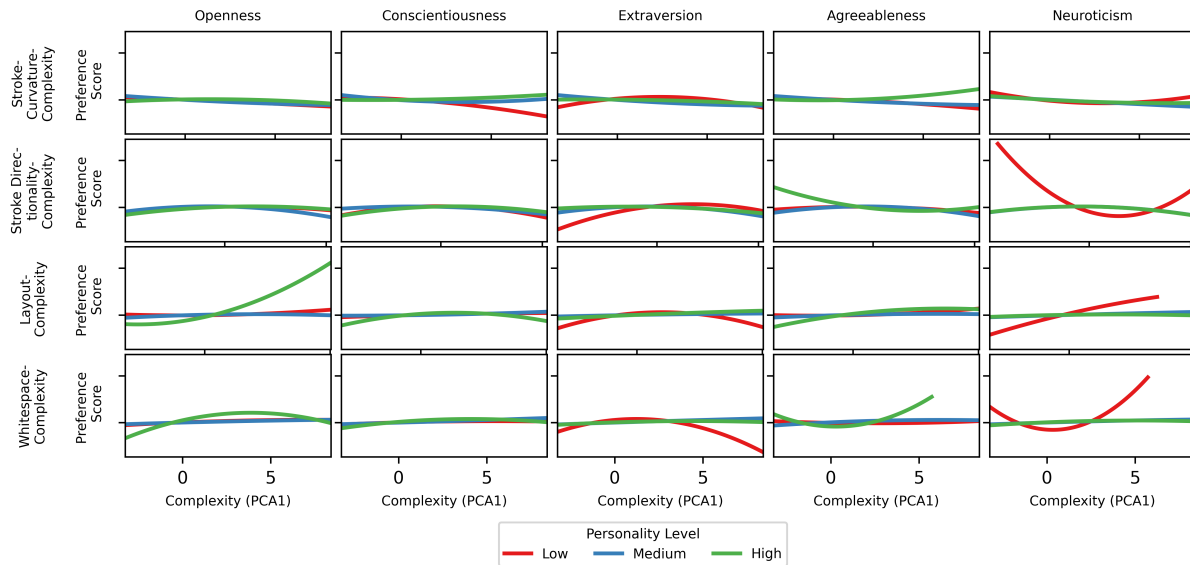 Openness Conscientiousness Extraversion Agreeableness Neuroticism
Stroke-
Curvature-
Complexity
Preference
Score
Stroke Direc-
tionality-
Complexity
Preference
Score
Layout-
Complexity
Preference
Score
Whitespace-
Complexity
Preference
Score
0 5 0 5 0 5 0 5 0 5
Complexity (PCA1) Complexity (PCA1) Complexity (PCA1) Complexity (PCA1) Complexity (PCA1)
Personality Level
Low Medium High